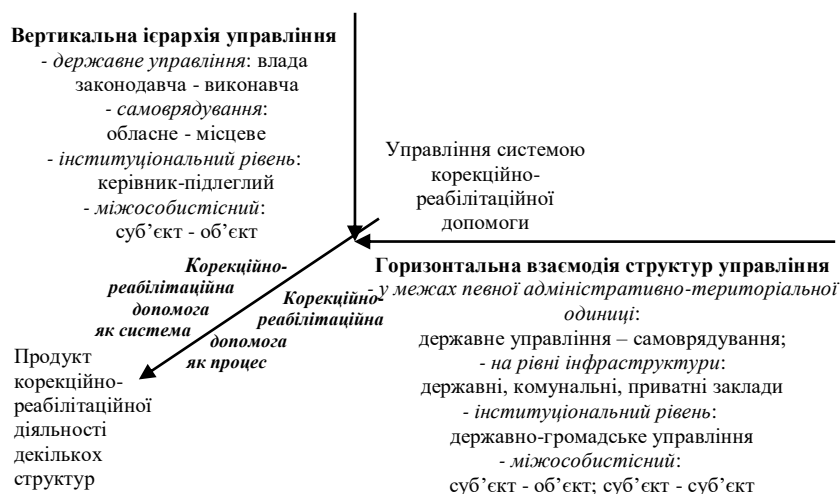 Вертикальна ієрархія управління
- державне управління: влада
законодавча - виконавча
- самоврядування:
обласне - місцеве
- інституціональний рівень:
керівник-підлеглий
- міжособистісний:
суб’єкт - об’єкт
Управління системою
корекційно-
реабілітаційної
допомоги
Корекційно-
реабілітаційна
допомога
як система
Корекційно-
реабілітаційна
допомога
як процес
Продукт
корекційно-
реабілітаційної
діяльності
декількох
структур
Горизонтальна взаємодія структур управління
- у межах певної адміністративно-територіальної
одиниці:
державне управління – самоврядування;
- на рівні інфраструктури:
державні, комунальні, приватні заклади
- інституціональний рівень:
державно-громадське управління
- міжособистісний:
суб’єкт - об’єкт; суб’єкт - суб’єкт